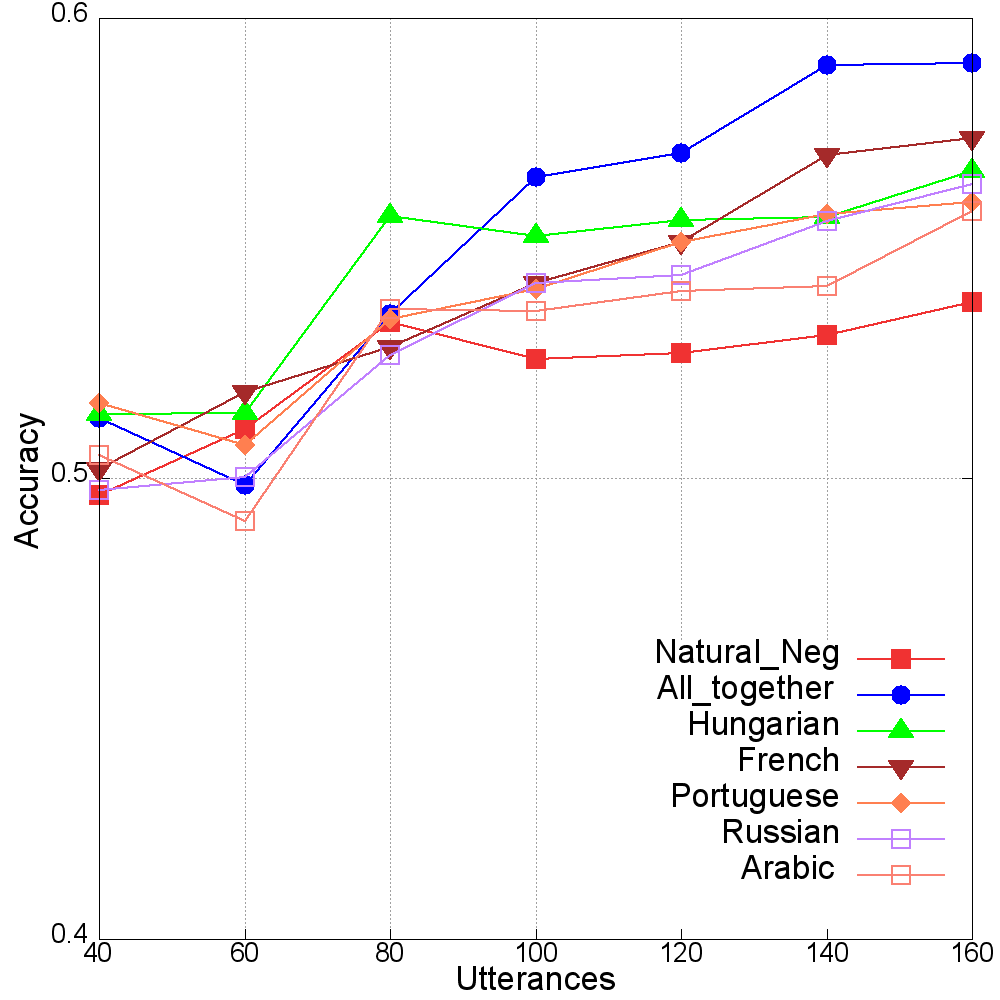 0.6
0.5
0.4
Accuracy
Natural_Neg
All_together
Hungarian
French
Portuguese
Russian
Arabic
40 60 80 100 120 140 160
Utterances